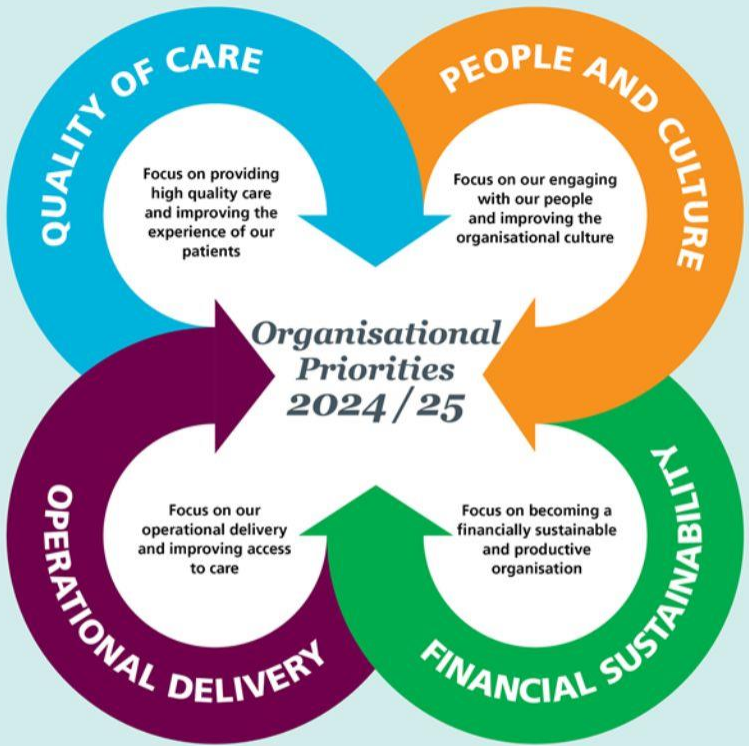 QUALITY OF CARE
Focus on providing
high quality care
and improving the
experience of our
patients
PEOPLE AND CULTURE
Focus on our engaging
with our people
and improving the
organisational culture
Organisational
Priorities
2024/25
OPERATIONAL DELIVERY
Focus on our
operational delivery
and improving access
to care
FINANCIAL SUSTAINABILITY
Focus on becoming a
financially sustainable
and productive
organisation